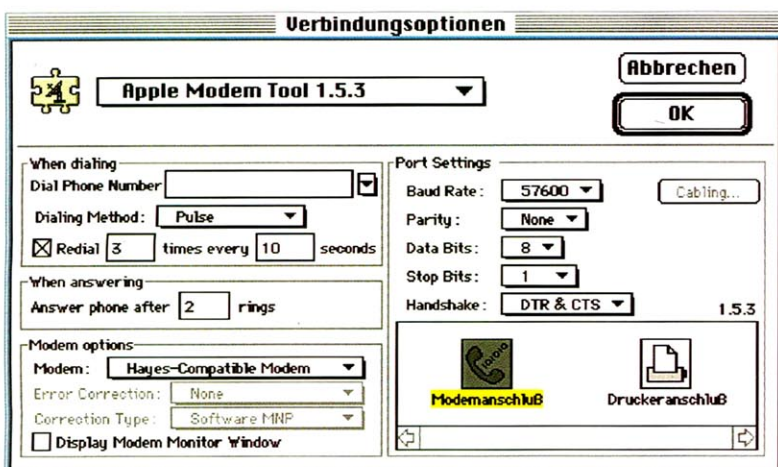 Verbindungsoptionen
Apple Modem Tool 1.5.3
Abbrechen
OK
When dialing
Dial Phone Number
Dialing Method: Pulse
Redial 3 times every 10 seconds
When answering
Answer phone after 2 rings
Modem options
Modem: Hayes-Compatible Modem
Error Correction: None
Correction Type: Software MNP
Display Modem Monitor Window
Port Settings
Baud Rate: 57600
Cabling...
Parity: None
Data Bits: 8
Stop Bits: 1
Handshake: DTR & CTS
1.5.3
Modemanschluß
Druckeranschluß